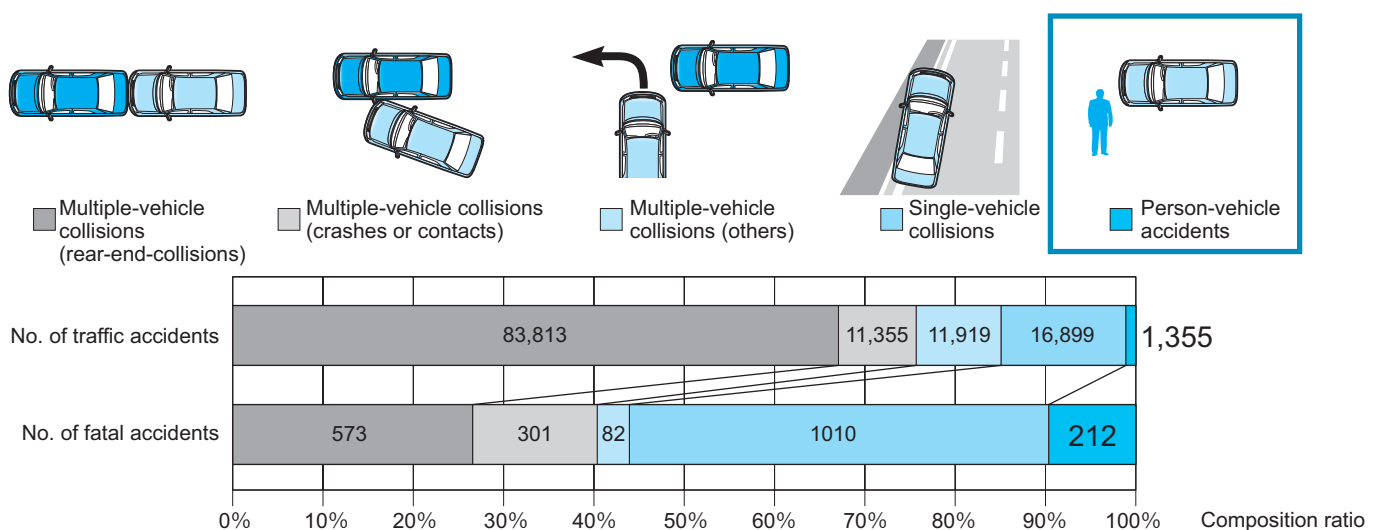 Multiple-vehicle
collisions
(rear-end-collisions)
Multiple-vehicle collisions
(crashes or contacts)
Multiple-vehicle
collisions (others)
Single-vehicle
collisions
Person-vehicle
accidents
No. of traffic accidents
83,813
11,355
11,919
16,899
1,355
No. of fatal accidents
573
301
82
1010
212
0%
10%
20%
30%
40%
50%
60%
70%
80%
90%
100%
Composition ratio